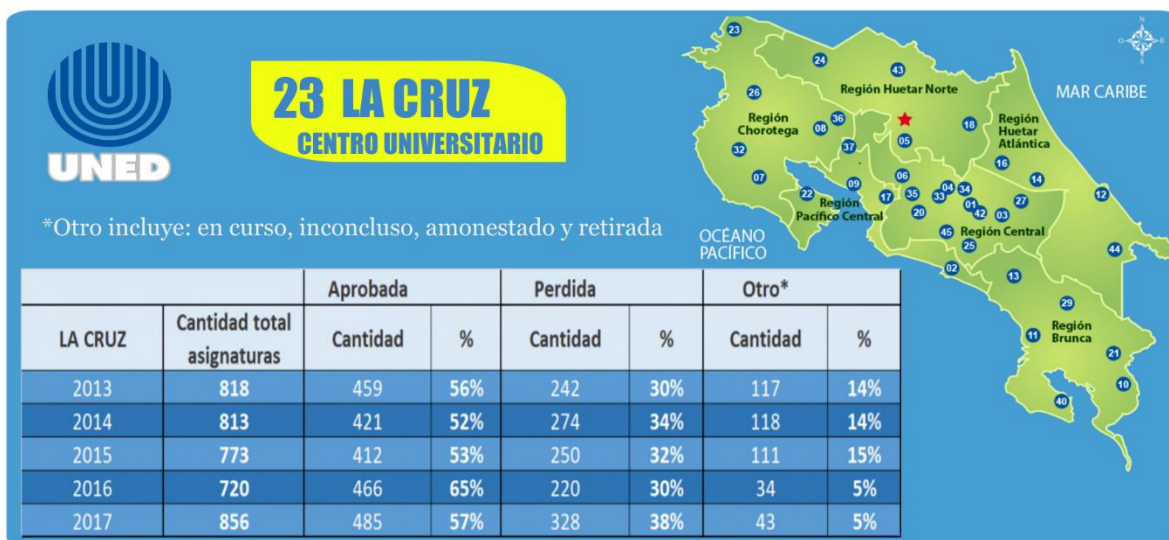 UNED
23 LA CRUZ
CENTRO UNIVERSITARIO
*Otro incluye: en curso, inconcluso, amonestado y retirada
Aprobada Perdida Otro*
LA CRUZ Cantidad total asignaturas Cantidad % Cantidad % Cantidad %
2013 818 459 56% 242 30% 117 14%
2014 813 421 52% 274 34% 118 14%
2015 773 412 53% 250 32% 111 15%
2016 720 466 65% 220 30% 34 5%
2017 856 485 57% 328 38% 43 5%
N
O E
S
MAR CARIBE
OCÉANO
PACÍFICO
23
24
43
Región Huetar Norte
26
Región
Chorotega
36
08
18
05
Región
Huetar
Atlántica
32
37
16
07
06
14
22
09
17
35
33
04
34
01
42
03
27
12
Región
Pacífico Central
20
45
Región Central
25
44
02
13
29
11
Región
Brunca
21
10
40